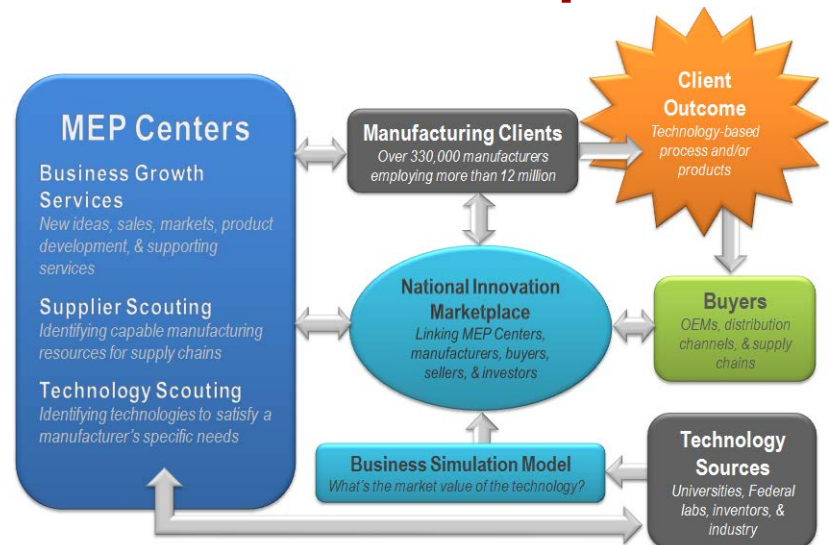 MEP Centers
Business Growth
Services
New ideas, sales, markets, product
development, & supporting
services
Supplier Scouting
Identifying capable manufacturing
resources for supply chains
Technology Scouting
Identifying technologies to satisfy a
manufacturer's specific needs
Manufacturing Clients
Over 330,000 manufacturers
employing more than 12 million
Client
Outcome
Technology-based
process and/or
products
National Innovation
Marketplace
Linking MEP Centers,
manufacturers, buyers,
sellers, & investors
Buyers
OEMs, distribution
channels, & supply
chains
Business Simulation Model
What's the market value of the technology?
Technology
Sources
Universities, Federal
labs, inventors, &
industry